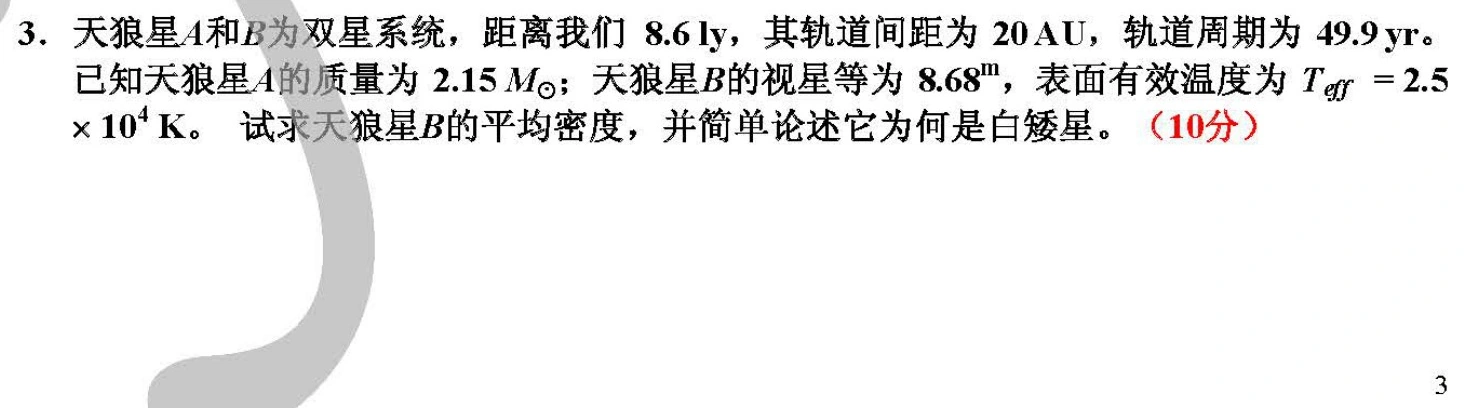 3. 天狼星A和B为双星系统，距离我们 8.6 ly，其轨道间距为 20 AU，轨道周期为 49.9 yr。
已知天狼星A的质量为 2.15 M⊙；天狼星B的视星等为 8.68ᵐ，表面有效温度为 T eff = 2.5
× 10⁴ K。 试求天狼星B的平均密度，并简单论述它为何是白矮星。（10分）
3